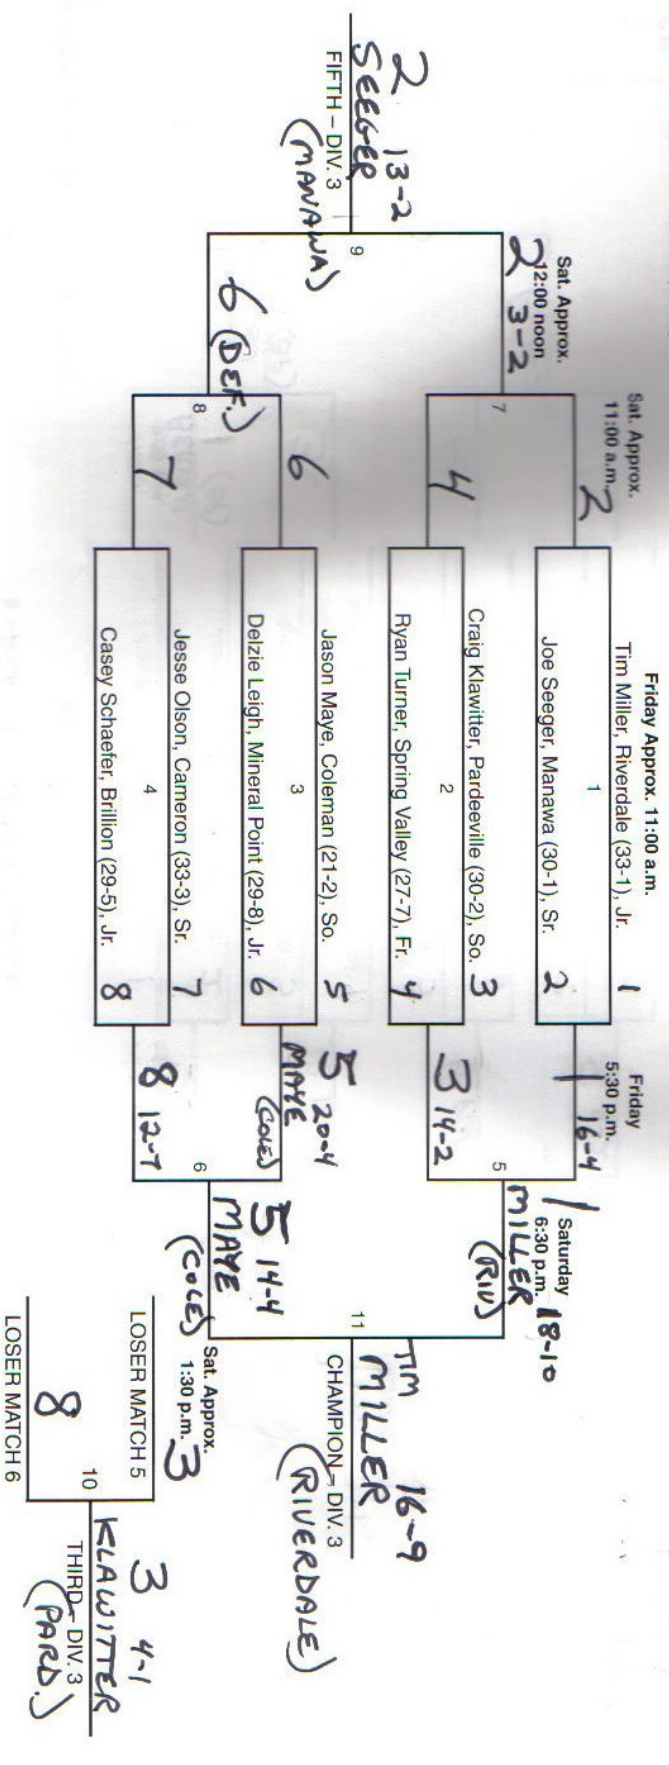 Friday Approx. 11:00 a.m.
Tim Miller, Riverdale (33-1), Jr. 1
1
Joe Seeger, Manawa (30-1), Sr. 2
Craig Klawitter, Pardeeville (30-2), So. 3
2
Ryan Turner, Spring Valley (27-7), Fr. 4
Jason Maye, Coleman (21-2), So. 5
3
Delzie Leigh, Mineral Point (29-8), Jr. 6
Jesse Olson, Cameron (33-3), Sr. 7
4
Casey Schaefer, Brillion (29-5), Jr. 8
Sat. Approx.
11:00 a.m. 2
7
4
6
8
7
Sat. Approx.
12:00 noon
2 3-2
9
6 (DEF.)
2 13-2
SEEGER
FIFTH – DIV. 3
(MANAWA)
Friday
5:30 p.m.
1 16-4
5
3 14-2
5 20-4
MAYE
(COLE)
6
8 12-7
Saturday
6:30 p.m.
1 18-10
MILLER
(RIV)
11
5 14-4
MAYE
(COLE)
TIM
MILLER 16-9
CHAMPION – DIV. 3
(RIVERDALE)
Sat. Approx.
1:30 p.m. 3
LOSER MATCH 5
10
8
LOSER MATCH 6
3 4-1
KLAWITTER
THIRD – DIV. 3
(PARD.)